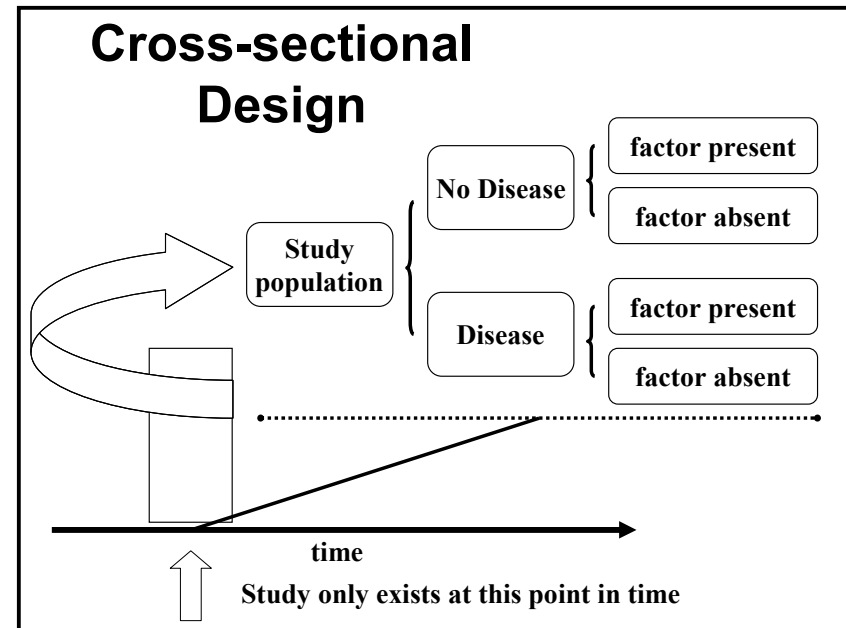 Cross-sectional
Design
Study
population
No Disease
factor present
factor absent
Disease
factor present
factor absent
time
Study only exists at this point in time